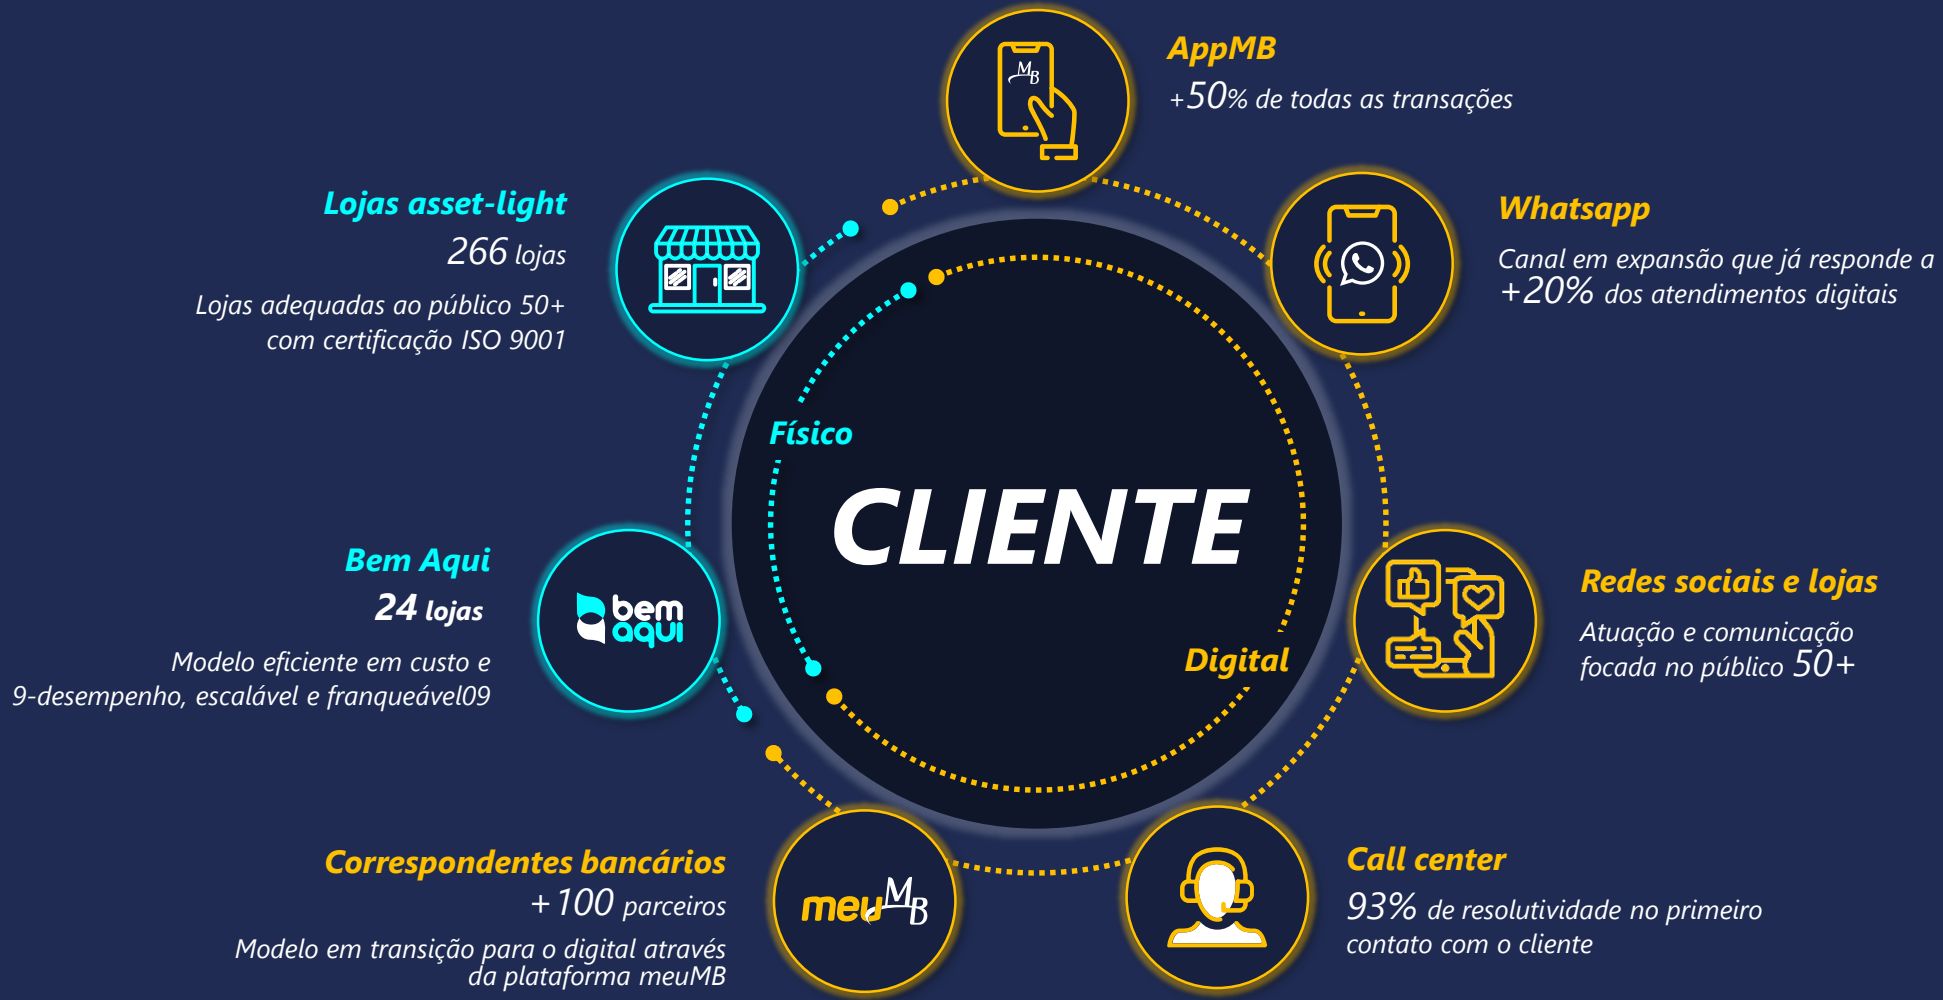 AppMB
+50% de todas as transações
MB
Lojas asset-light
266 lojas
Lojas adequadas ao público 50+
com certificação ISO 9001
Whatsapp
Canal em expansão que já responde a
+20% dos atendimentos digitais
Físico
CLIENTE
Digital
Bem Aqui
24 lojas
Modelo eficiente em custo e
9-desempenho, escalável e franqueável09
bem
aqui
Redes sociais e lojas
Atuação e comunicação
focada no público 50+
Correspondentes bancários
+100 parceiros
Modelo em transição para o digital através
da plataforma meuMB
meuMB
Call center
93% de resolutividade no primeiro
contato com o cliente